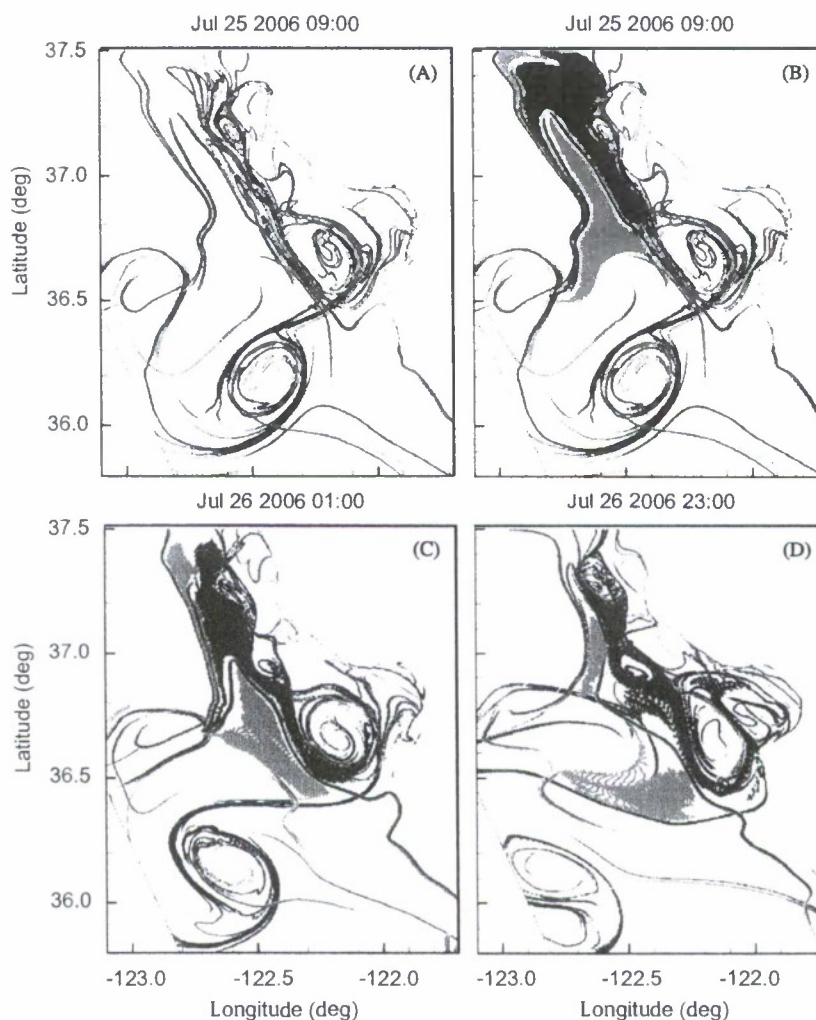 Jul 25 2006 09:00
Jul 25 2006 09:00
(A)
(B)
37.5
37.0
36.5
36.0
Latitude (deg)
Jul 26 2006 01:00
Jul 26 2006 23:00
(C)
(D)
37.5
37.0
36.5
36.0
Latitude (deg)
-123.0 -122.5 -122.0
-123.0 -122.5 -122.0
Longitude (deg)
Longitude (deg)